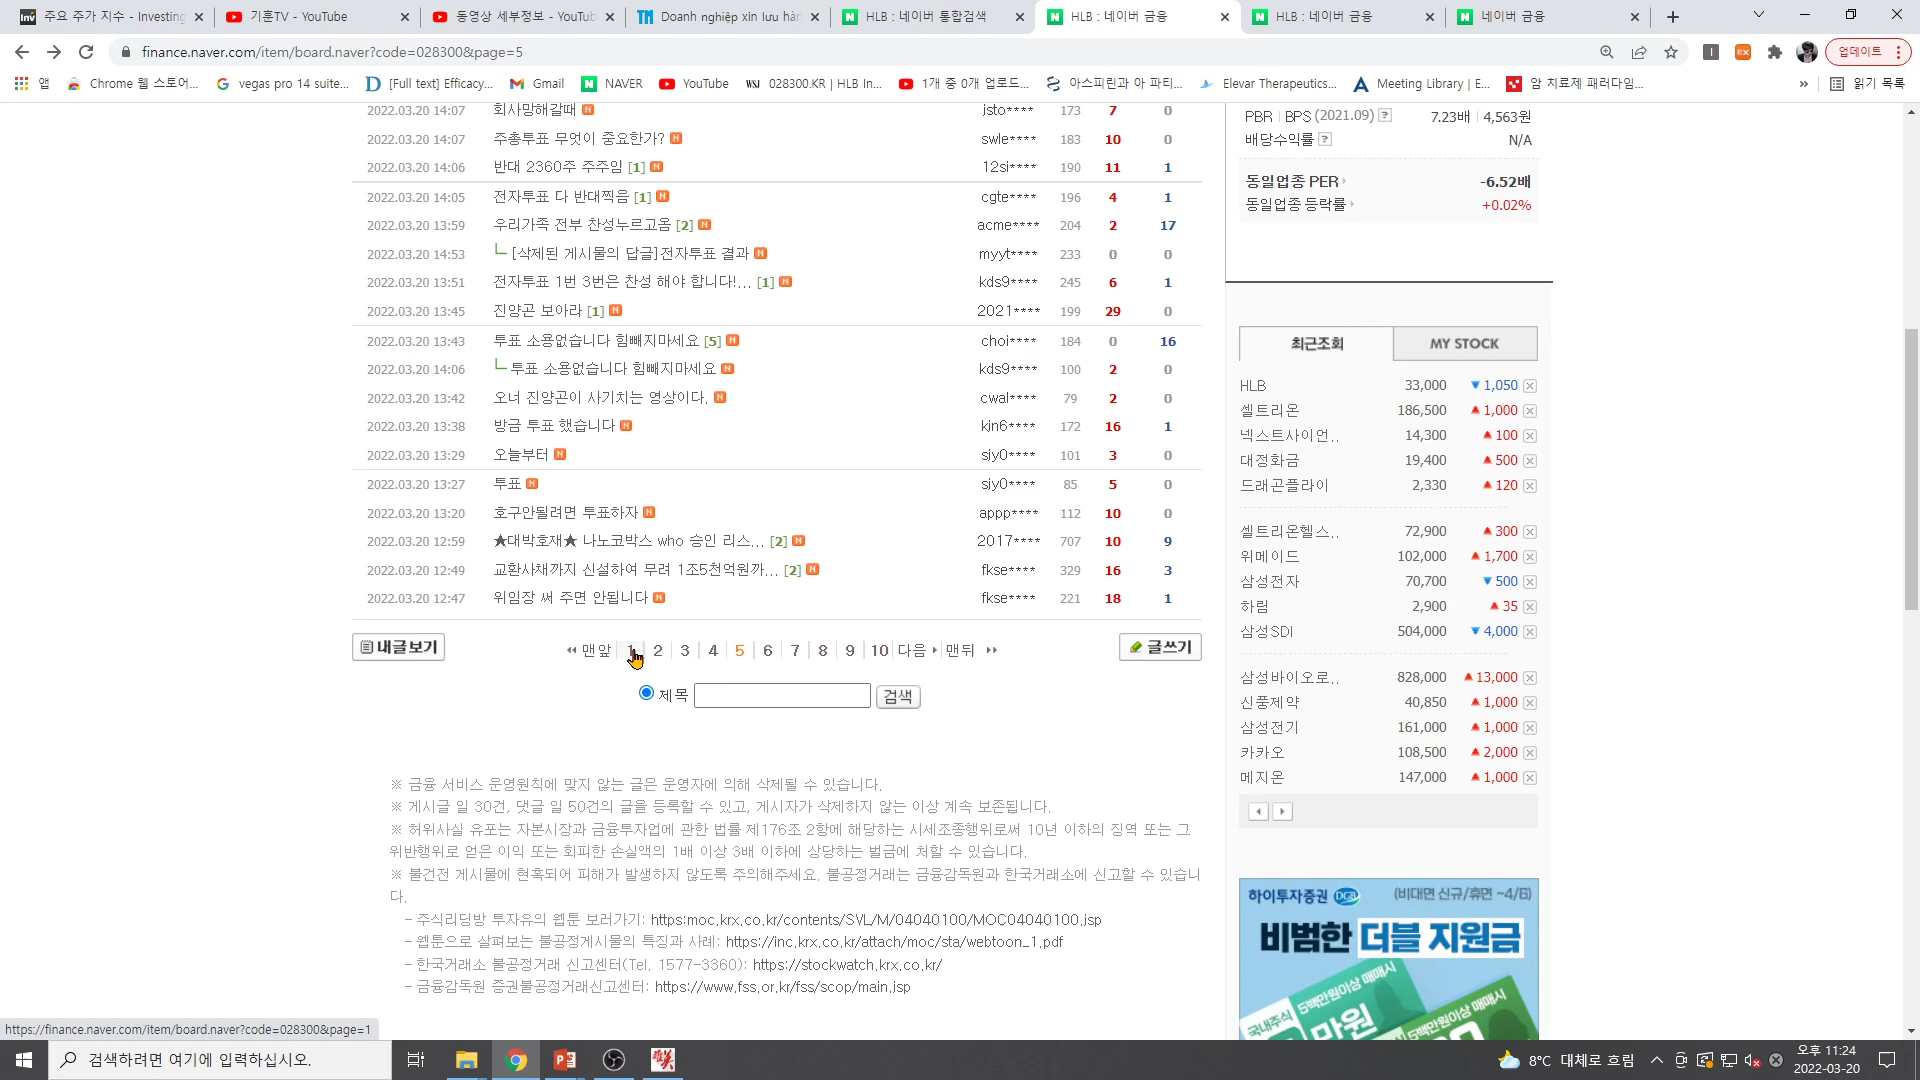 주요 주가 지수 - Investing
기훈TV - YouTube
동영상 세부정보 - YouTub
Doanh nghiệp xin lưu hàn
HLB : 네이버 통합검색
HLB : 네이버 금융
HLB : 네이버 금융
네이버 금융
finance.naver.com/item/board.naver?code=028300&page=5
업데이트
앱
Chrome 웹 스토어...
vegas pro 14 suite...
[Full text] Efficacy...
Gmail
NAVER
YouTube
WSJ 028300.KR | HLB In...
1개 중 0개 업로드...
아스피린과 아 파티...
Elevar Therapeutics...
Meeting Library | E...
암 치료제 패러다임...
»
읽기 목록
2022.03.20 14:07 회사망해갈때 N jsto**** 173 7 0
2022.03.20 14:07 주총투표 무엇이 중요한가? N swle**** 183 10 0
2022.03.20 14:06 반대 2360주 주주임 [1] N 12si**** 190 11 1
2022.03.20 14:05 전자투표 다 반대찍음 [1] N cgte**** 196 4 1
2022.03.20 13:59 우리가족 전부 찬성누르고옴 [2] N acme**** 204 2 17
2022.03.20 14:53 [삭제된 게시물의 답글]전자투표 결과 N myyt**** 233 0 0
2022.03.20 13:51 전자투표 1번 3번은 찬성 해야 합니다!... [1] N kds9**** 245 6 1
2022.03.20 13:45 진양곤 보아라 [1] N 2021**** 199 29 0
2022.03.20 13:43 투표 소용없습니다 힘빼지마세요 [5] N choi**** 184 0 16
2022.03.20 14:06 투표 소용없습니다 힘빼지마세요 N kds9**** 100 2 0
2022.03.20 13:42 오녀 진양곤이 사기치는 영상이다. N cwal**** 79 2 0
2022.03.20 13:38 방금 투표 했습니다 N kin6**** 172 16 1
2022.03.20 13:29 오늘부터 N sjy0**** 101 3 0
2022.03.20 13:27 투표 N sjy0**** 85 5 0
2022.03.20 13:20 호구안될려면 투표하자 N appp**** 112 10 0
2022.03.20 12:59 ★대박호재★ 나노코박스 who 승인 리스... [2] N 2017**** 707 10 9
2022.03.20 12:49 교환사채까지 신설하여 무려 1조5천억원까... [2] N fkse**** 329 16 3
2022.03.20 12:47 위임장 써 주면 안됩니다 N fkse**** 221 18 1
내글보기
맨앞 1 2 3 4 5 6 7 8 9 10 다음 맨뒤
글쓰기
제목 검색
※ 금융 서비스 운영원칙에 맞지 않는 글은 운영자에 의해 삭제될 수 있습니다.
※ 게시글 일 30건, 댓글 일 50건의 글을 등록할 수 있고, 게시자가 삭제하지 않는 이상 계속 보존됩니다.
※ 허위사실 유포는 자본시장과 금융투자업에 관한 법률 제176조 2항에 해당하는 시세조종행위로써 10년 이하의 징역 또는 그
위반행위로 얻은 이익 또는 회피한 손실액의 1배 이상 3배 이하에 상당하는 벌금에 처할 수 있습니다.
※ 불건전 게시물에 현혹되어 피해가 발생하지 않도록 주의해주세요. 불공정거래는 금융감독원과 한국거래소에 신고할 수 있습니
다.
- 주식리딩방 투자유의 웹툰 보러가기: https:moc.krx.co.kr/contents/SVL/M/04040100/MOC04040100.jsp
- 웹툰으로 살펴보는 불공정게시물의 특징과 사례: https://inc.krx.co.kr/attach/moc/sta/webtoon_1.pdf
- 한국거래소 불공정거래 신고센터(Tel. 1577-3360): https://stockwatch.krx.co.kr/
- 금융감독원 증권불공정거래신고센터: https://www.fss.or.kr/fss/scop/main.jsp
PBR | BPS (2021.09) ? 7.23배 | 4,563원
배당수익률 ? N/A
동일업종 PER -6.52배
동일업종 등락률 +0.02%
최근조회
MY STOCK
HLB 33,000 ▼1,050
셀트리온 186,500 ▲1,000
넥스트사이언.. 14,300 ▲100
대정화금 19,400 ▲500
드래곤플라이 2,330 ▲120
셀트리온헬스.. 72,900 ▲300
위메이드 102,000 ▲1,700
삼성전자 70,700 ▼500
하림 2,900 ▲35
삼성SDI 504,000 ▼4,000
삼성바이오로.. 828,000 ▲13,000
신풍제약 40,850 ▲1,000
삼성전기 161,000 ▲1,000
카카오 108,500 ▲2,000
메지온 147,000 ▲1,000
하이투자증권 DGB (비대면 신규/휴면 ~4/6)
비범한 더블 지원금
5백만원이상 매매시
국내주식
만원
5백만원이상 매매시
https://finance.naver.com/item/board.naver?code=028300&page=1
검색하려면 여기에 입력하십시오.
8°C 대체로 흐림
오후 11:24
2022-03-20